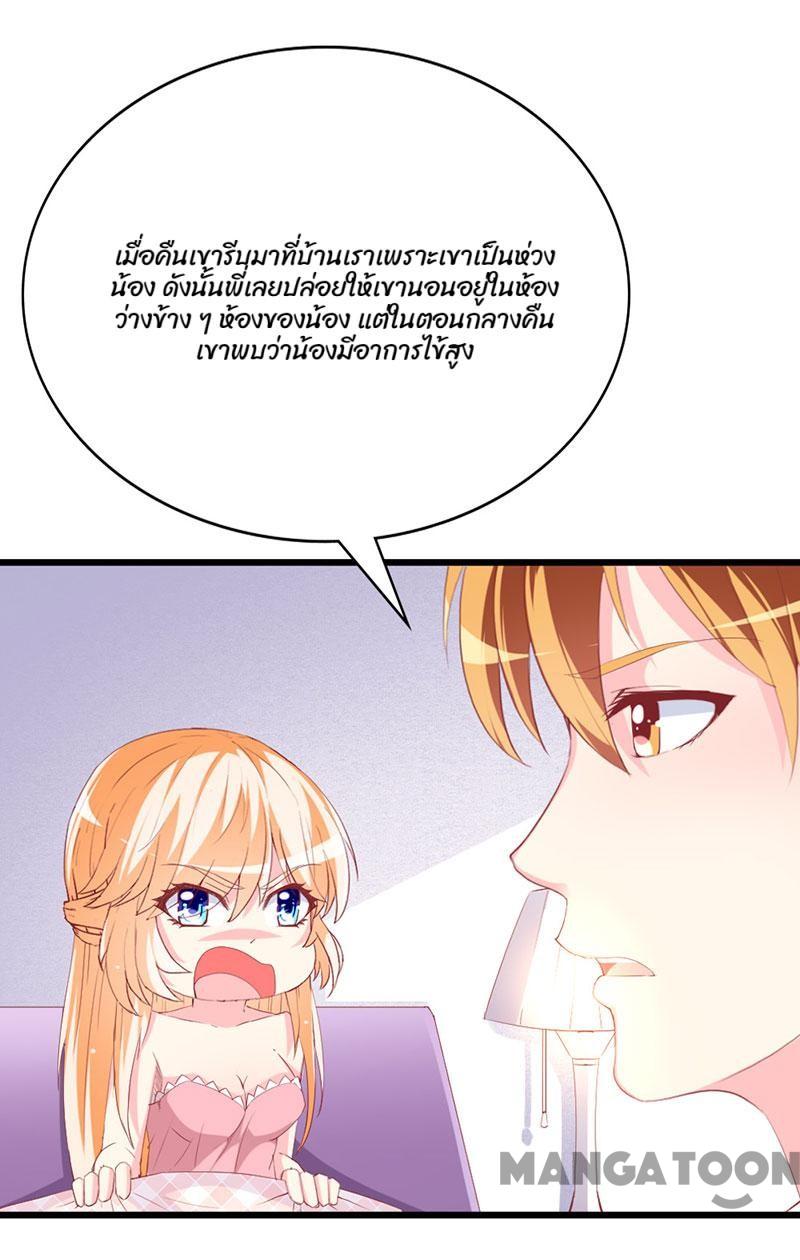 เมื่อคืนเขารีบมาที่บ้านเราเพราะเขาเป็นห่วง
น้อง ดังนั้นพี่เลยปล่อยให้เขานอนอยู่ในห้อง
ว่างข้าง ๆ ห้องของน้อง แต่ในตอนกลางคืน
เขาพบว่าน้องมีอาการไข้สูง
MANGATOON